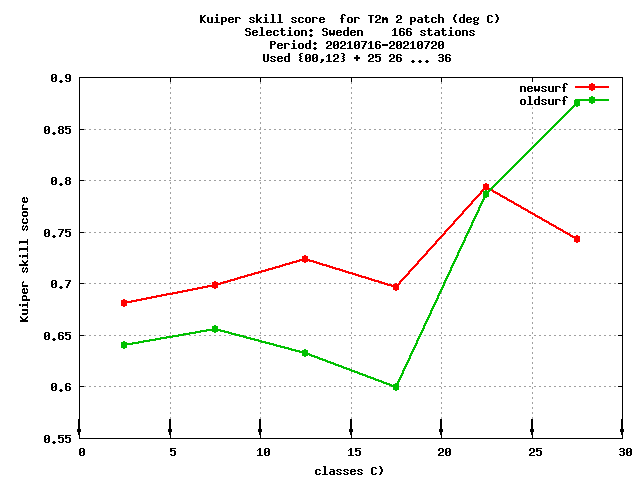 Kuiper skill score  for T2m 2 patch (deg C)
Selection: Sweden    166 stations
Period: 20210716-20210720
Used {00,12} + 25 26 ... 36
newsurf
oldsurf
0.9
0.85
0.8
0.75
0.7
0.65
0.6
0.55
Kuiper skill score
0 5 10 15 20 25 30
classes C)